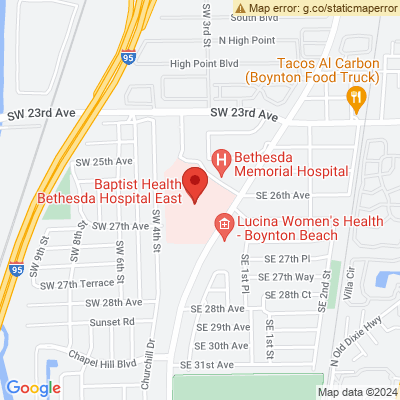 Map error: g.co/staticmaperror
South Blvd
SW 3rd St
N High Point
High Point Blvd
95
Tacos Al Carbon
(Boynton Food Truck)
SW 23rd Ave
SW 23rd Ave
SW 25th Ave
H
Bethesda
Memorial Hospital
Baptist Health
Bethesda Hospital East
SE 26th Ave
SW 27th Ave
Lucina Women's Health
- Boynton Beach
SW 9th St
SW 8th St
SW 6th St
SW 4th St
SE 27th Pl
SE 27th Way
SE 1st Pl
SE 2nd St
Villa Cir
95
SW 27th Terrace
SE 28th Ct
SW 28th Ave
SE 28th Ave
Sunset Rd
SE 29th Ave
SE 1st St
N Old Dixie Hwy
Churchill Dr
SE 30th Ave
Chapel Hill Blvd
SE 31st Ave
Google
Map data ©2024